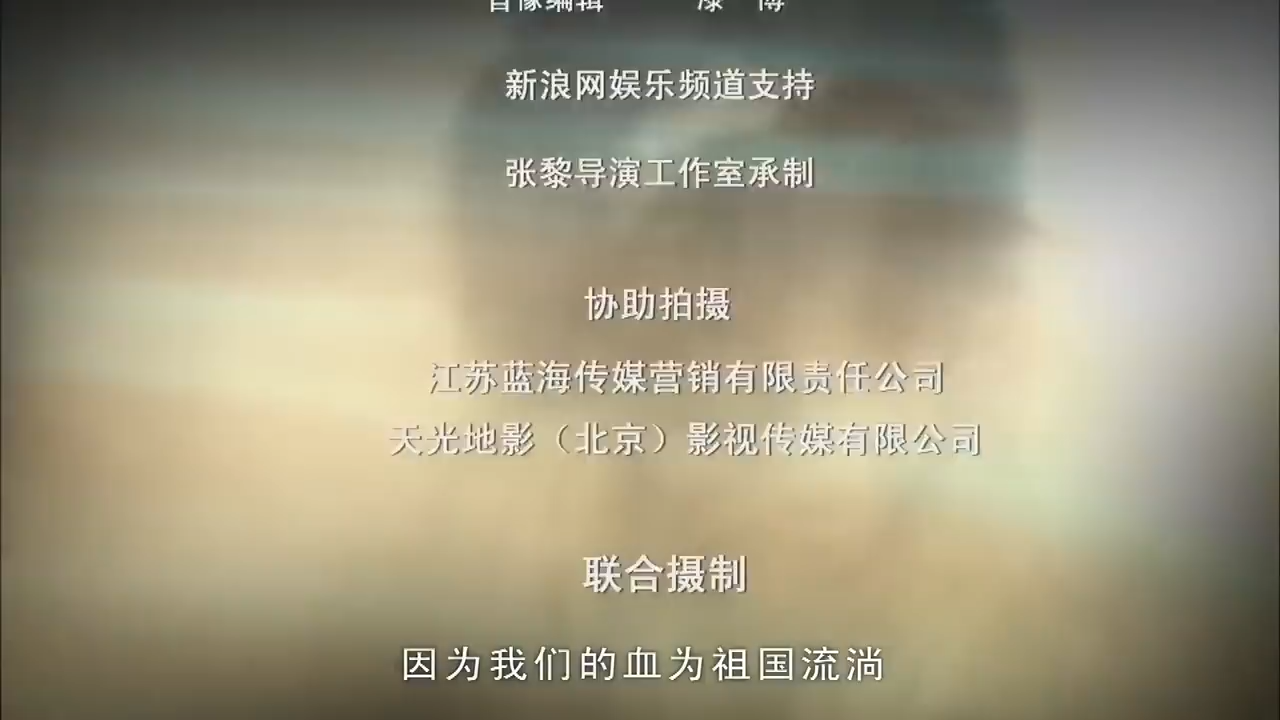 新浪网娱乐频道支持
张黎导演工作室承制
协助拍摄
江苏蓝海传媒营销有限责任公司
天光地影（北京）影视传媒有限公司
联合摄制
因为我们的血为祖国流淌